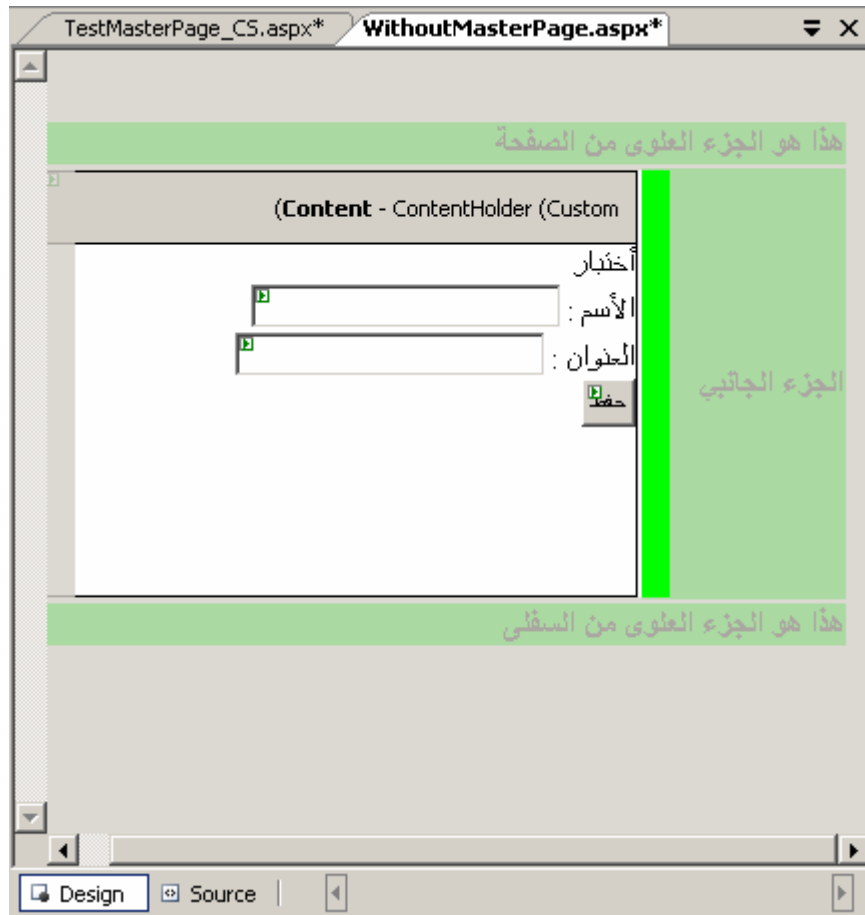 TestMasterPage_CS.aspx* WithoutMasterPage.aspx*
هذا هو الجزء العلوى من الصفحة
(Content - ContentHolder (Custom
أختبار
الأسم :
العنوان :
حفظ
الجزء الجانبي
هذا هو الجزء العلوى من السفلى
Design Source